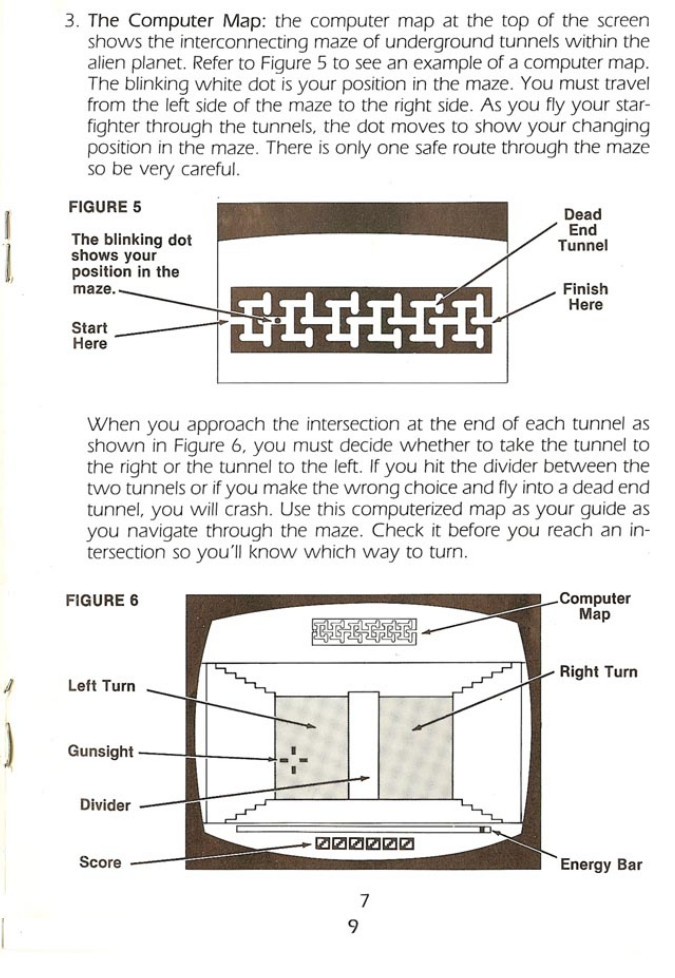 3. The Computer Map: the computer map at the top of the screen
shows the interconnecting maze of underground tunnels within the
alien planet. Refer to Figure 5 to see an example of a computer map.
The blinking white dot is your position in the maze. You must travel
from the left side of the maze to the right side. As you fly your star-
fighter through the tunnels, the dot moves to show your changing
position in the maze. There is only one safe route through the maze
so be very careful.
FIGURE 5
The blinking dot
shows your
position in the
maze.
Start
Here
Dead
End
Tunnel
Finish
Here
When you approach the intersection at the end of each tunnel as
shown in Figure 6, you must decide whether to take the tunnel to
the right or the tunnel to the left. If you hit the divider between the
two tunnels or if you make the wrong choice and fly into a dead end
tunnel, you will crash. Use this computerized map as your guide as
you navigate through the maze. Check it before you reach an in-
tersection so you'll know which way to turn.
FIGURE 6
Computer
Map
Left Turn
Right Turn
Gunsight
Divider
Score
Energy Bar
7
9